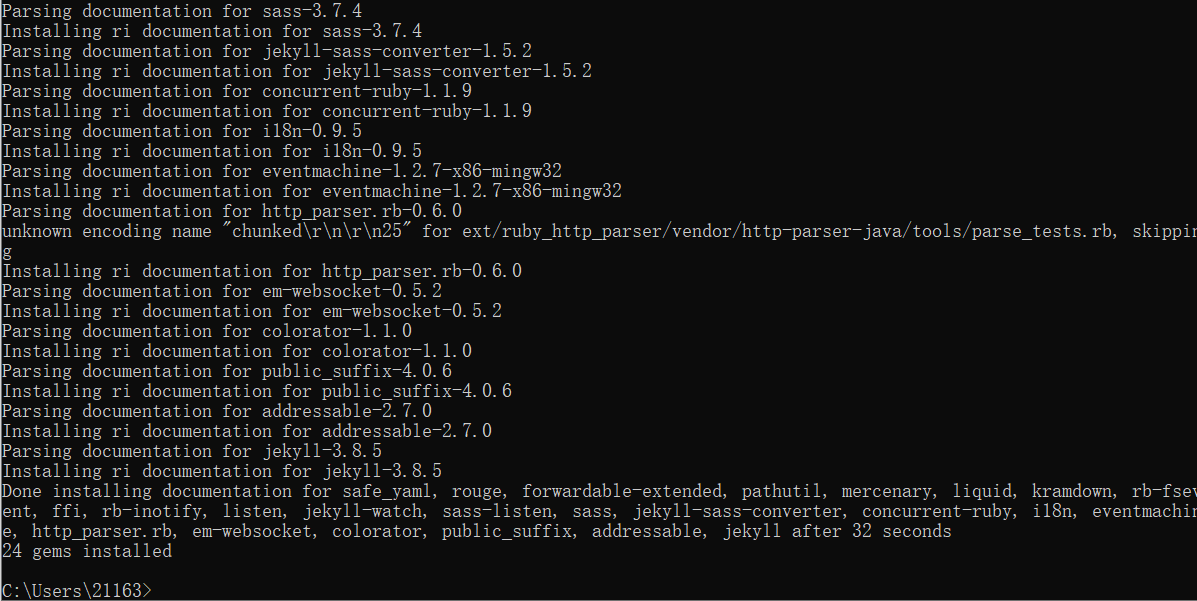 Parsing documentation for sass-3.7.4
Installing ri documentation for sass-3.7.4
Parsing documentation for jekyll-sass-converter-1.5.2
Installing ri documentation for jekyll-sass-converter-1.5.2
Parsing documentation for concurrent-ruby-1.1.9
Installing ri documentation for concurrent-ruby-1.1.9
Parsing documentation for i18n-0.9.5
Installing ri documentation for i18n-0.9.5
Parsing documentation for eventmachine-1.2.7-x86-mingw32
Installing ri documentation for eventmachine-1.2.7-x86-mingw32
Parsing documentation for http_parser.rb-0.6.0
unknown encoding name "chunked\r\n\r\n25" for ext/ruby_http_parser/vendor/http-parser-java/tools/parse_tests.rb, skippin
g
Installing ri documentation for http_parser.rb-0.6.0
Parsing documentation for em-websocket-0.5.2
Installing ri documentation for em-websocket-0.5.2
Parsing documentation for colorator-1.1.0
Installing ri documentation for colorator-1.1.0
Parsing documentation for public_suffix-4.0.6
Installing ri documentation for public_suffix-4.0.6
Parsing documentation for addressable-2.7.0
Installing ri documentation for addressable-2.7.0
Parsing documentation for jekyll-3.8.5
Installing ri documentation for jekyll-3.8.5
Done installing documentation for safe_yaml, rouge, forwardable-extended, pathutil, mercenary, liquid, kramdown, rb-fsev
ent, ffi, rb-inotify, listen, jekyll-watch, sass-listen, sass, jekyll-sass-converter, concurrent-ruby, i18n, eventmachin
e, http_parser.rb, em-websocket, colorator, public_suffix, addressable, jekyll after 32 seconds
24 gems installed
C:\Users\21163>